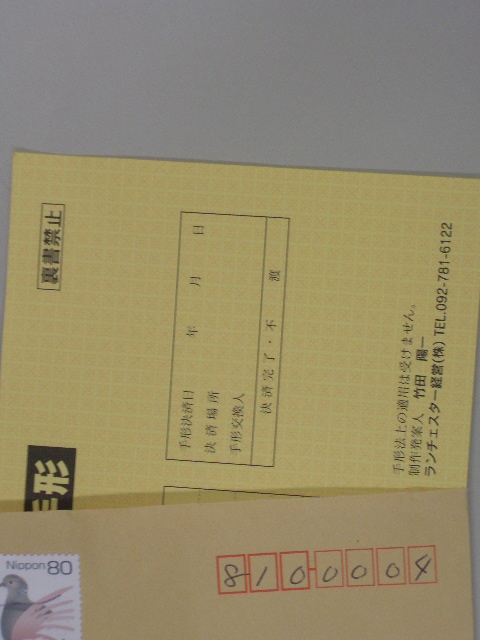 裏書禁止
手形
手形決済日　　年　　月　　日
決済場所
手形交換人
決済完了・不渡
手形法上の適用は受けません。
制作発案人　竹田　陽一
ランチェスター経営(株) TEL.092-781-6122
Nippon 80
810-0004